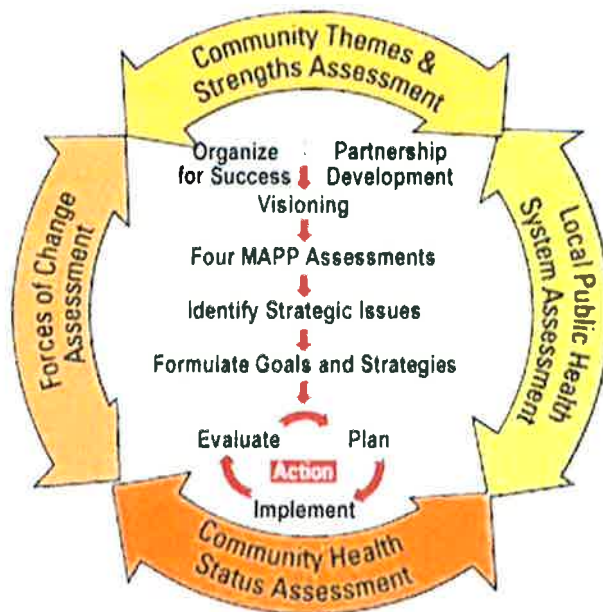 Community Themes &
Strengths Assessment
Organize
for Success
Partnership
Development
Visioning
Four MAPP Assessments
Identify Strategic Issues
Formulate Goals and Strategies
Evaluate
Plan
Action
Implement
Forces of Change
Assessment
Local Public Health
System Assessment
Community Health
Status Assessment